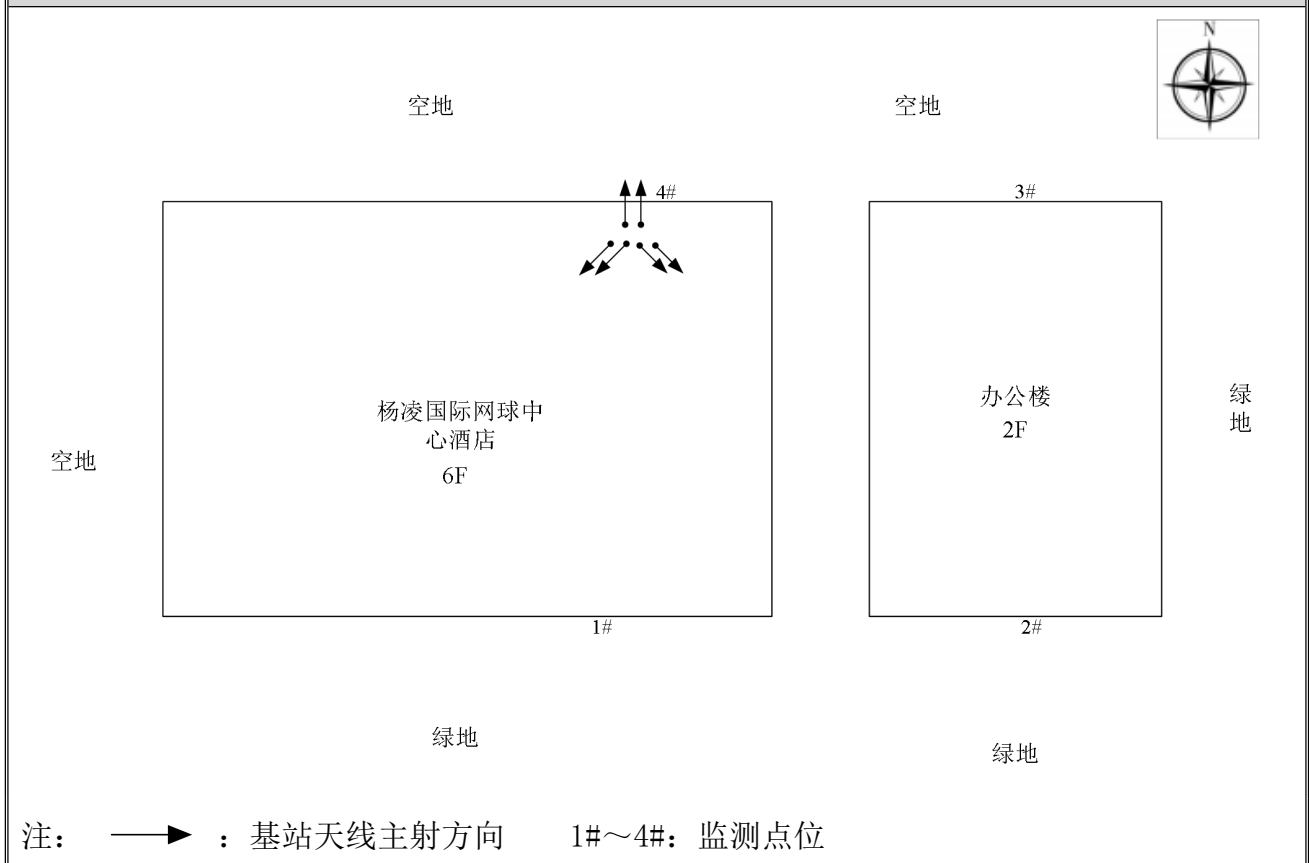 N
空地
空地
4#
3#
杨凌国际网球中
心酒店
6F
办公楼
2F
绿
地
空地
1#
2#
绿地
绿地
注： ：基站天线主射方向 1#～4#：监测点位